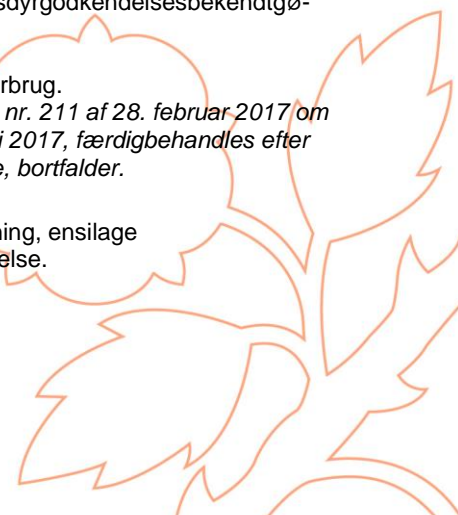 sdyrgodkendelsesbekendtgø-
rbrug.
nr. 211 af 28. februar 2017 om
i 2017, færdigbehandles efter
e, bortfalder.
ning, ensilage
else.